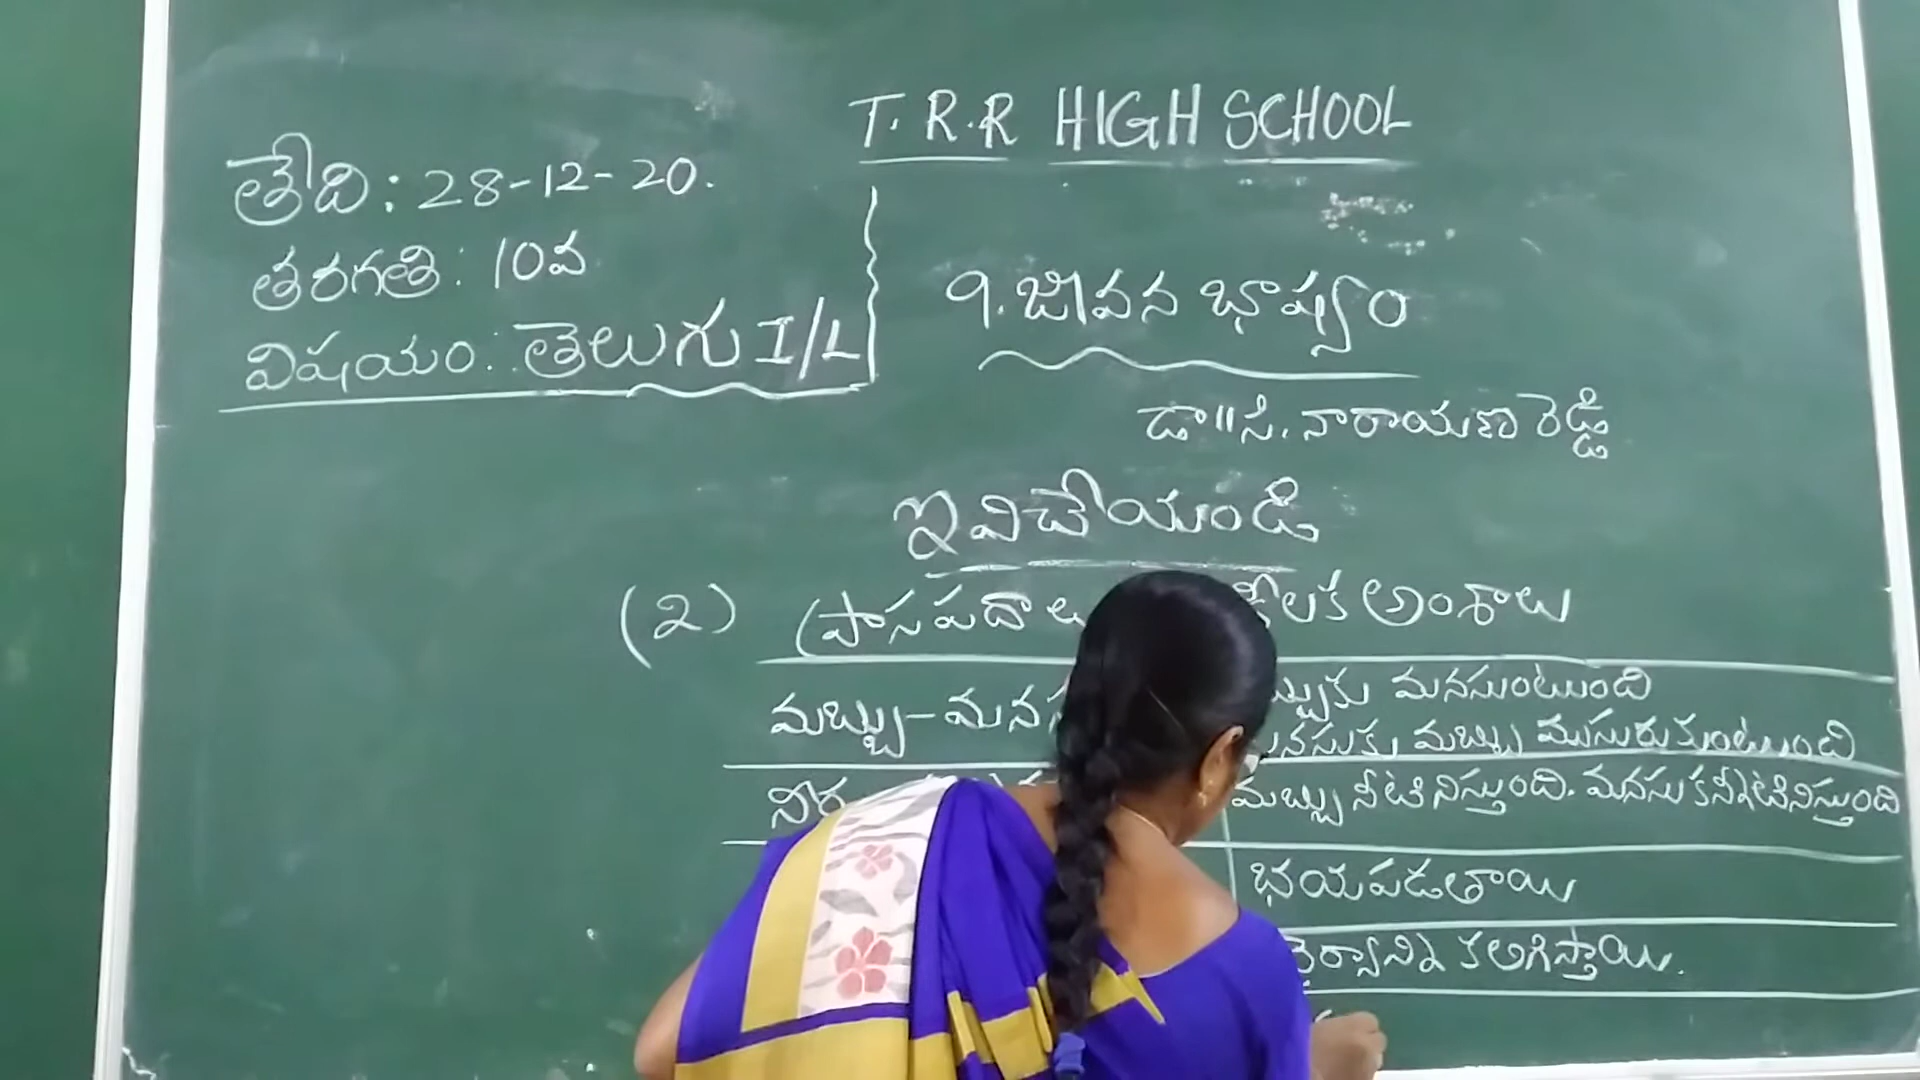 T.R.R HIGH SCHOOL
తేది: 28-12-20.
తరగతి: 10వ
విషయం: తెలుగు I/L
9. జీవన భాష్యం
డా॥సి. నారాయణ రెడ్డి
ఇవిచేయండి
(2) ప్రాసపదాలు పోలిక అంశాలు
మబ్బు - మనసుంటుంది
మబ్బు ముసురుకుంటుంది
మబ్బు నీటినిస్తుంది. మనసు కన్నీటినిస్తుంది
భయపడతాయి
ధైర్యాన్ని కలిగిస్తాయి.